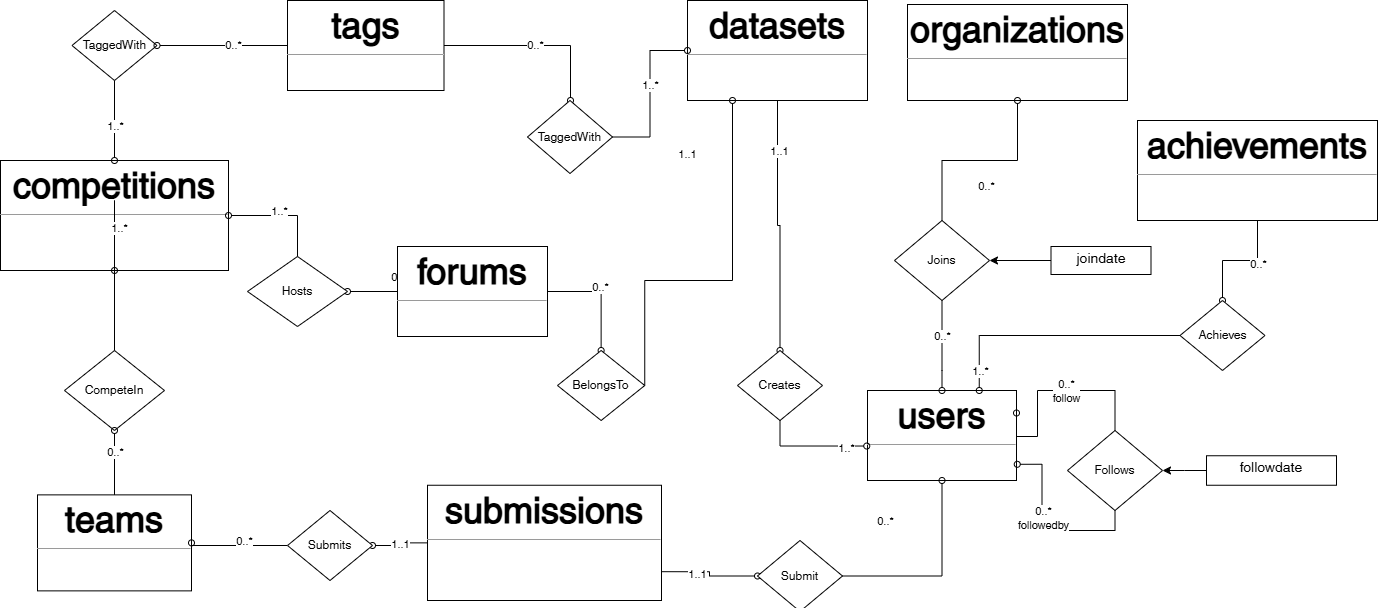 tags
datasets
organizations
TaggedWith
0..*
0..*
1..*
TaggedWith
1..*
1..1
1..1
achievements
competitions
1..*
1..*
0..*
Joins
joindate
0..*
forums
0
Hosts
0..*
0..*
Achieves
1..*
BelongsTo
Creates
CompeteIn
0..*
follow
users
1..*
0..*
Follows
followdate
teams
submissions
0..*
0..*
followedby
0..*
Submits
1..1
1..1
Submit